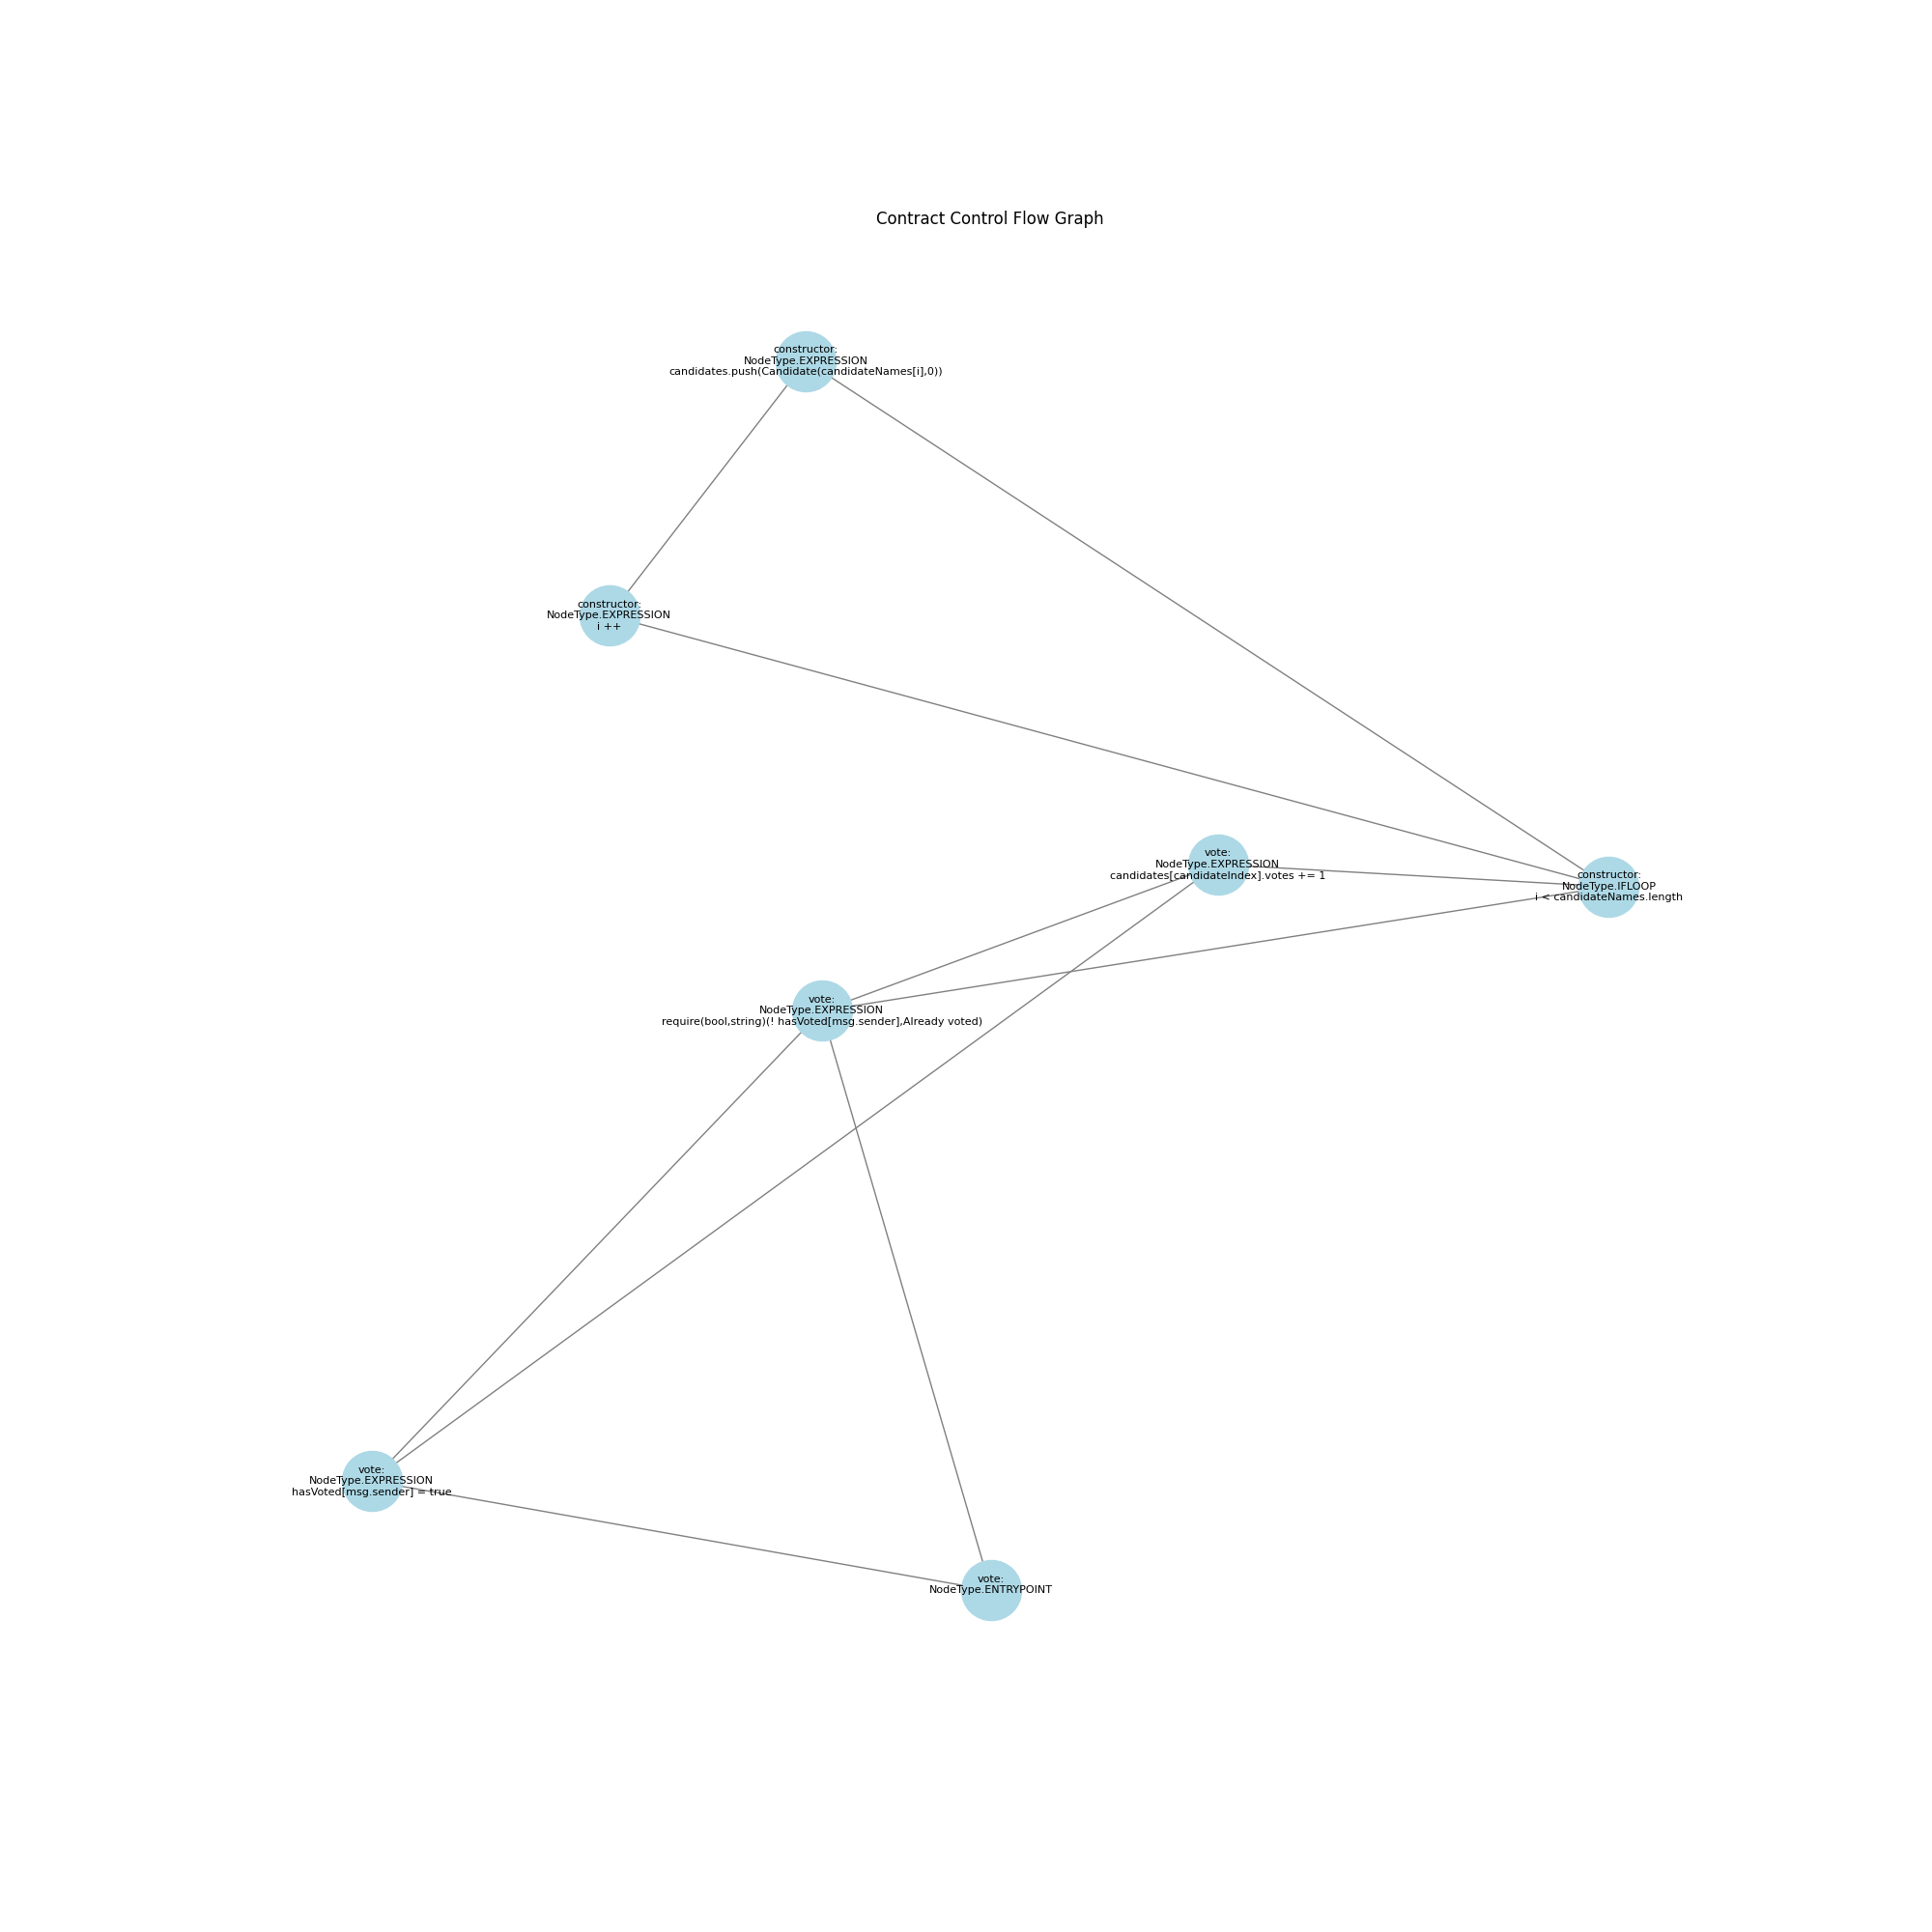 Contract Control Flow Graph
constructor:
NodeType.EXPRESSION
candidates.push(Candidate(candidateNames[i],0))
constructor:
NodeType.EXPRESSION
i ++
vote:
NodeType.EXPRESSION
candidates[candidateIndex].votes += 1
constructor:
NodeType.IFLOOP
i < candidateNames.length
vote:
NodeType.EXPRESSION
require(bool,string)(! hasVoted[msg.sender],Already voted)
vote:
NodeType.EXPRESSION
hasVoted[msg.sender] = true
vote:
NodeType.ENTRYPOINT